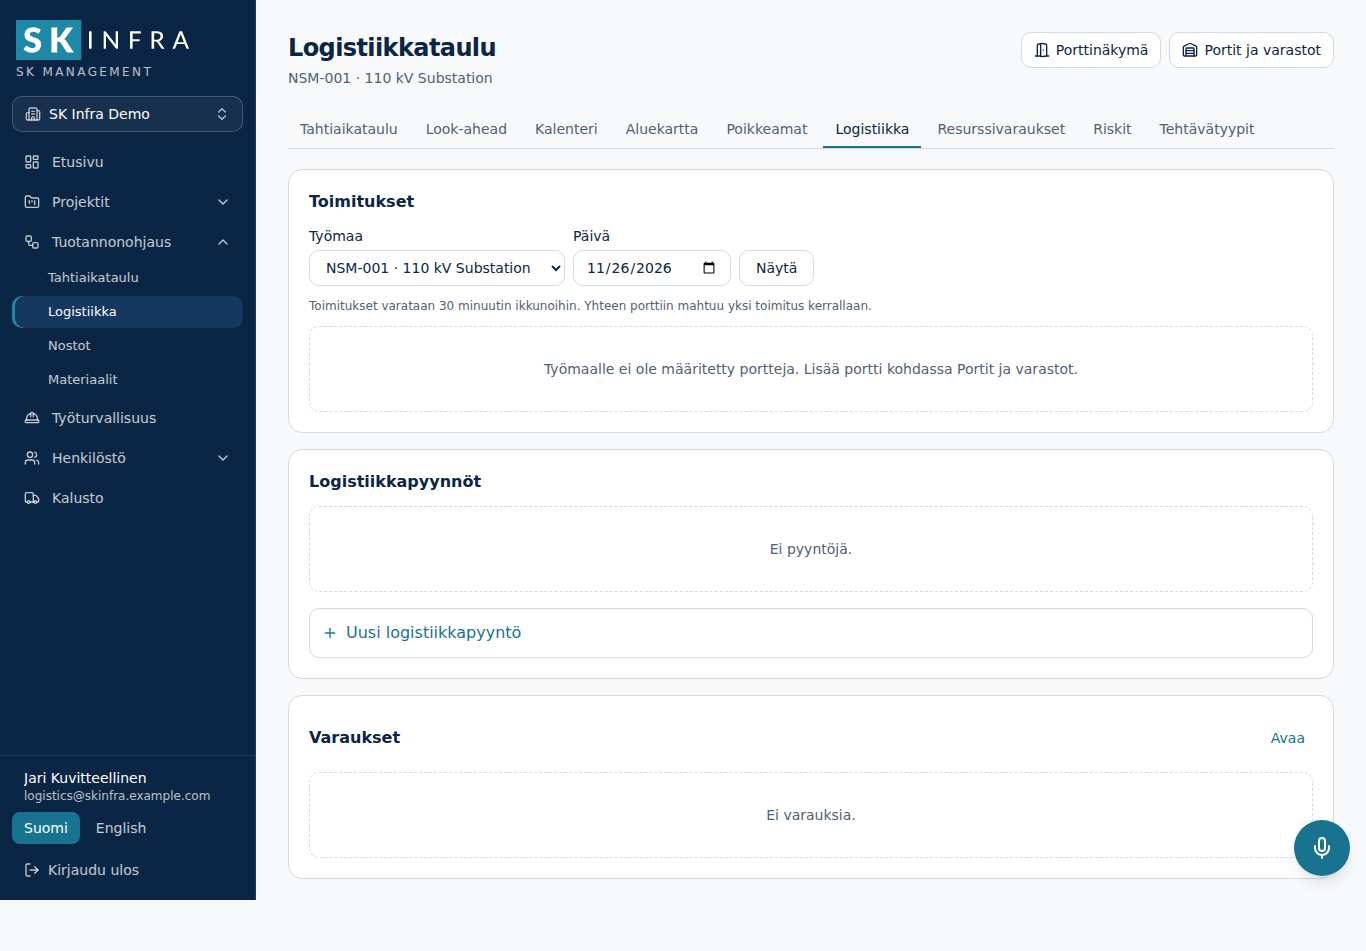 SK INFRA
SK MANAGEMENT
SK Infra Demo
Etusivu
Projektit
Tuotannonohjaus
Tahtiaikataulu
Logistiikka
Nostot
Materiaalit
Työturvallisuus
Henkilöstö
Kalusto
Jari Kuvitteellinen
logistics@skinfra.example.com
Suomi English
Kirjaudu ulos
Logistiikkataulu
NSM-001 · 110 kV Substation
Porttinäkymä Portit ja varastot
Tahtiaikataulu Look-ahead Kalenteri Aluekartta Poikkeamat Logistiikka Resurssivaraukset Riskit Tehtävätyypit
Toimitukset
Työmaa Päivä
NSM-001 · 110 kV Substation 11/26/2026 Näytä
Toimitukset varataan 30 minuutin ikkunoihin. Yhteen porttiin mahtuu yksi toimitus kerrallaan.
Työmaalle ei ole määritetty portteja. Lisää portti kohdassa Portit ja varastot.
Logistiikkapyynnöt
Ei pyyntöjä.
+ Uusi logistiikkapyyntö
Varaukset Avaa
Ei varauksia.